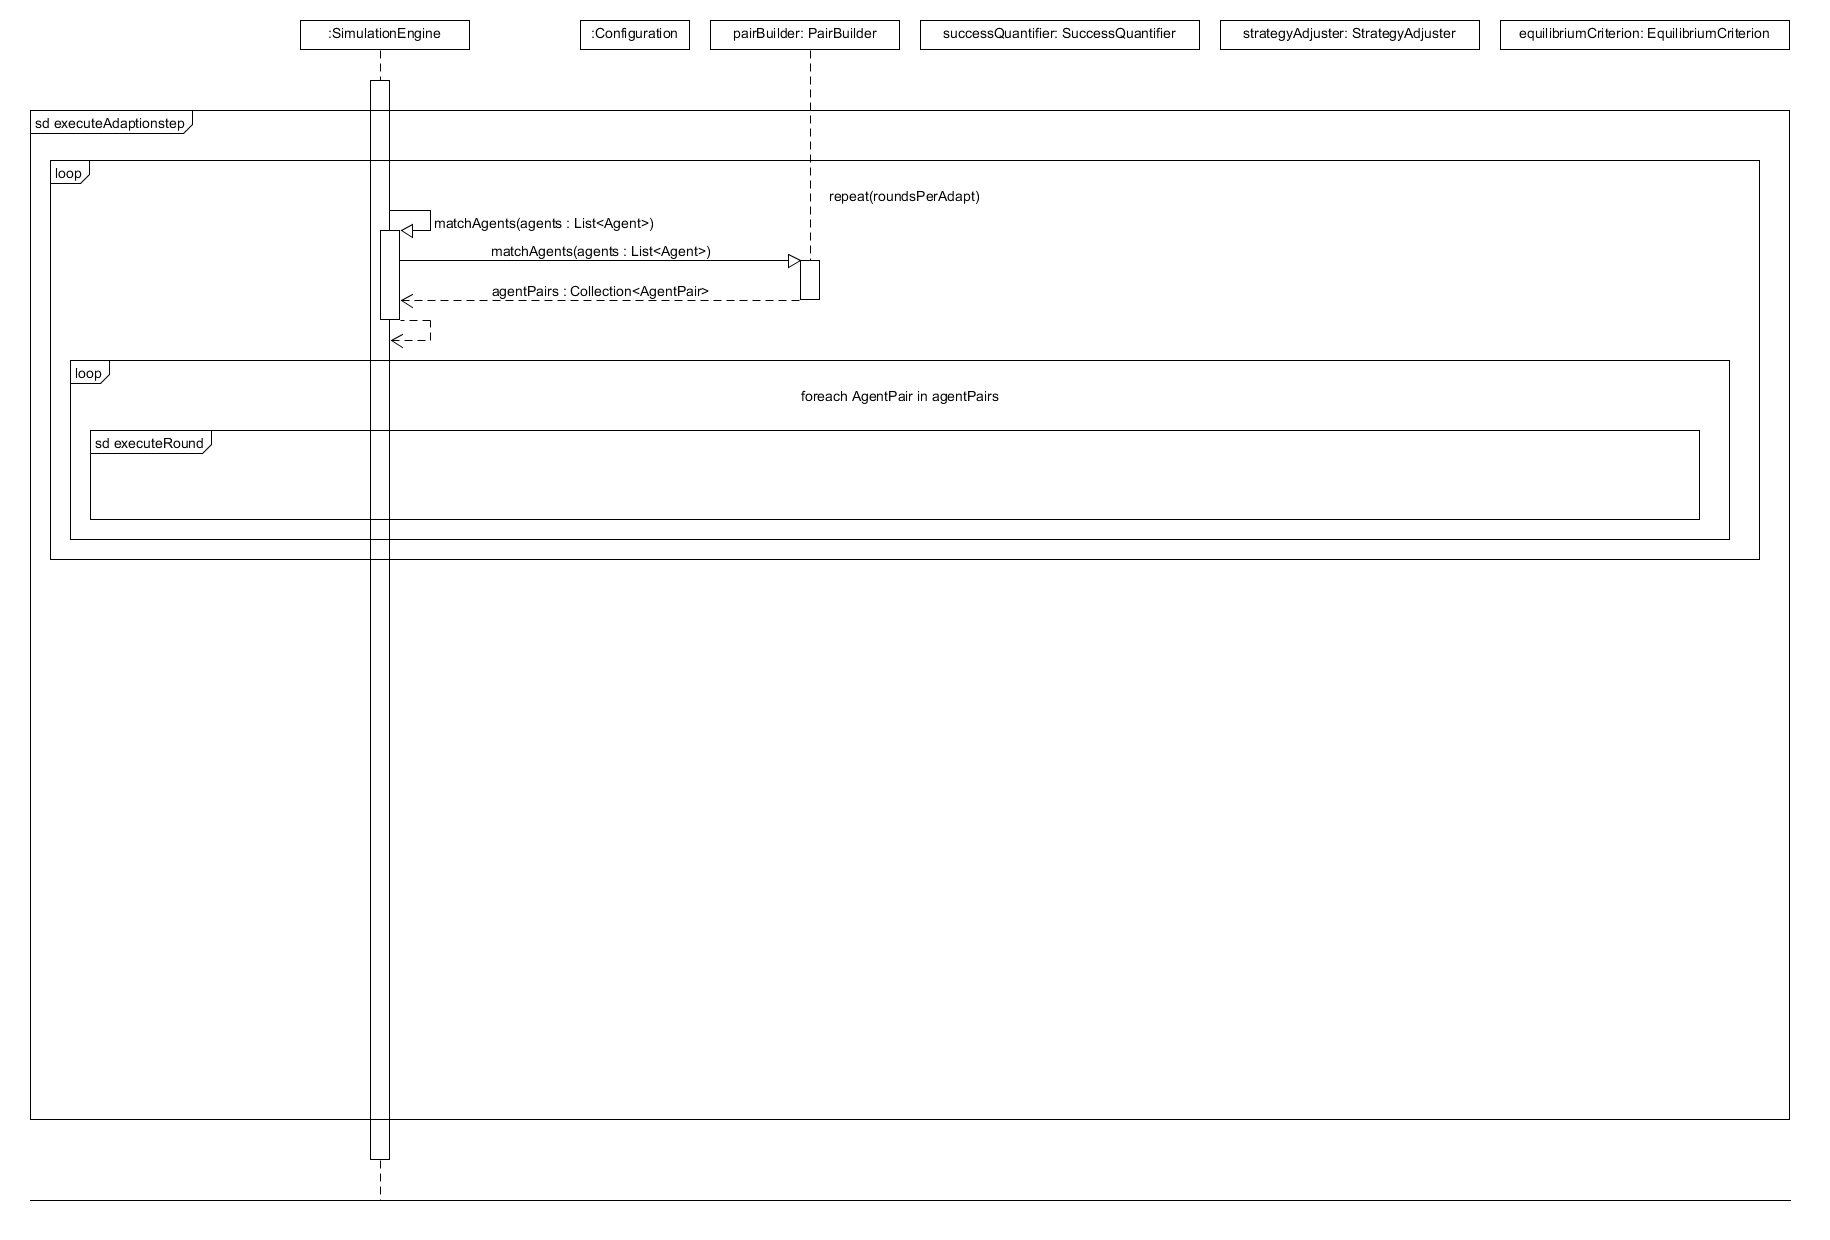 :SimulationEngine
:Configuration
pairBuilder: PairBuilder
successQuantifier: SuccessQuantifier
strategyAdjuster: StrategyAdjuster
equilibriumCriterion: EquilibriumCriterion
sd executeAdaptionstep
loop
repeat(roundsPerAdapt)
matchAgents(agents : List<Agent>)
matchAgents(agents : List<Agent>)
agentPairs : Collection<AgentPair>
loop
foreach AgentPair in agentPairs
sd executeRound